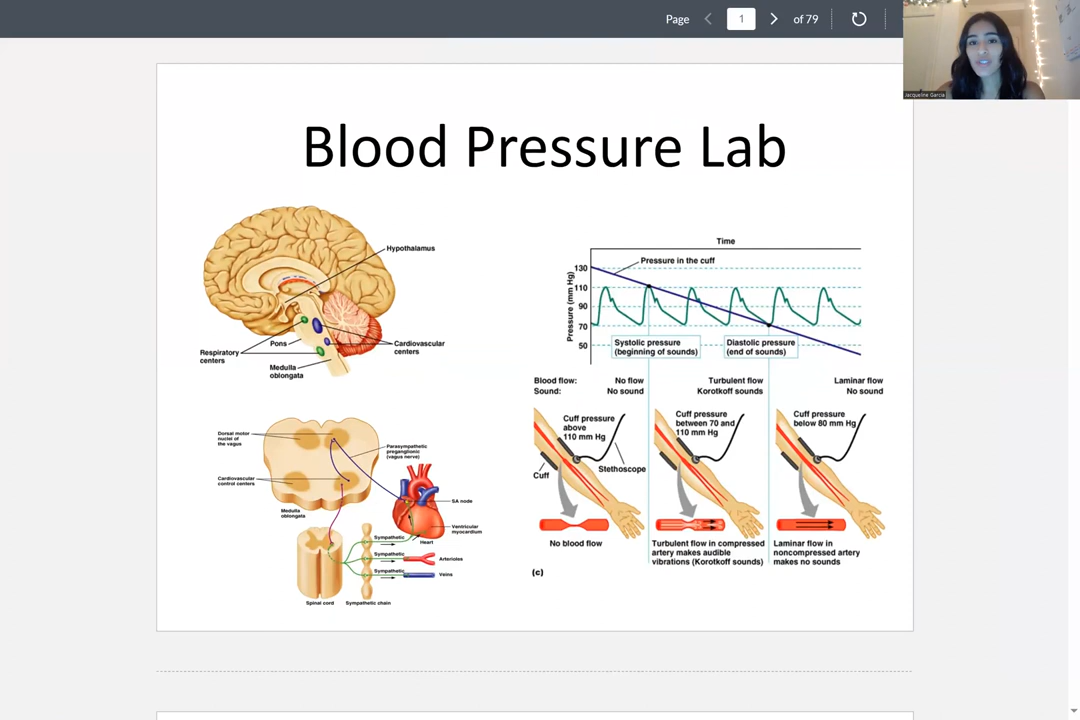 Page
1
of 79
Jacqueline Garcia
Blood Pressure Lab
Hypothalamus
Pons
Respiratory
centers
Cardiovascular
centers
Medulla
oblongata
Time
Pressure in the cuff
Pressure (mm Hg)
130
110
90
70
50
Systolic pressure
(beginning of sounds)
Diastolic pressure
(end of sounds)
Blood flow:
Sound:
No flow
No sound
Turbulent flow
Korotkoff sounds
Laminar flow
No sound
Cuff pressure
above
110 mm Hg
Cuff
Stethoscope
Cuff pressure
between 70 and
110 mm Hg
Cuff pressure
below 80 mm Hg
No blood flow
Turbulent flow in compressed
artery makes audible
vibrations (Korotkoff sounds)
Laminar flow in
noncompressed artery
makes no sounds
(c)
Dorsal motor
nuclei of
the vagus
Cardiovascular
control centers
Medulla
oblongata
Parasympathetic
preganglionic
(vagus nerve)
SA node
Ventricular
myocardium
Heart
Sympathetic
Sympathetic
Sympathetic
Arterioles
Veins
Spinal cord
Sympathetic chain